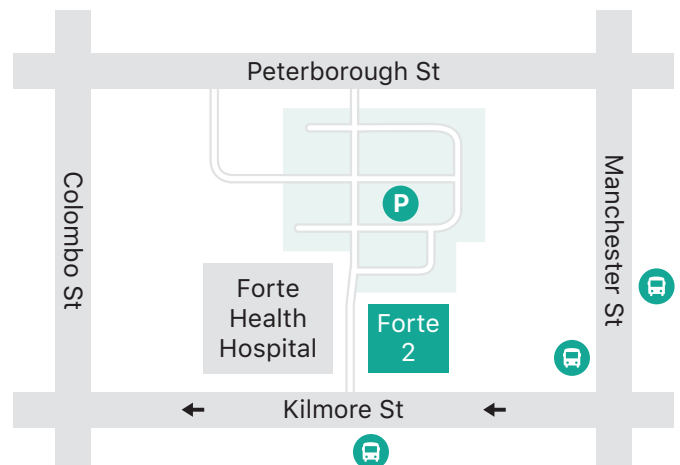 Peterborough St
Colombo St
Manchester St
P
Forte
Health
Hospital
Forte
2
Kilmore St